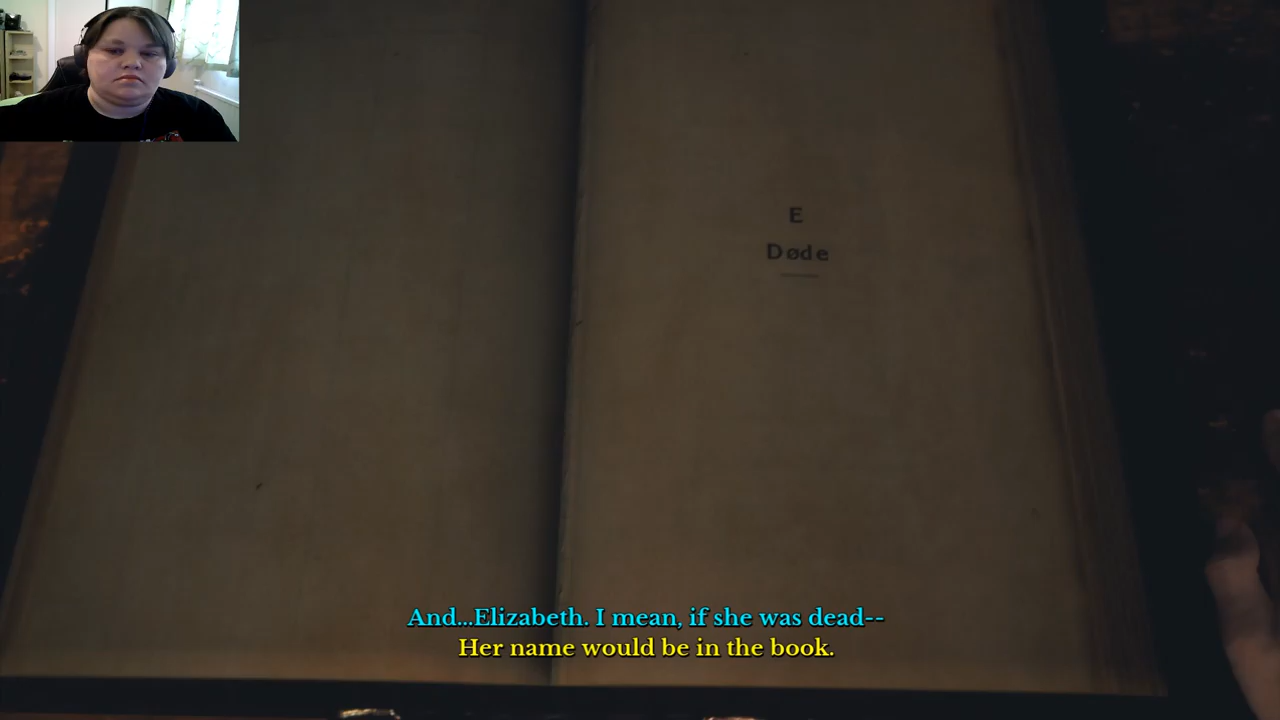 E
Døde
And...Elizabeth. I mean, if she was dead--
Her name would be in the book.